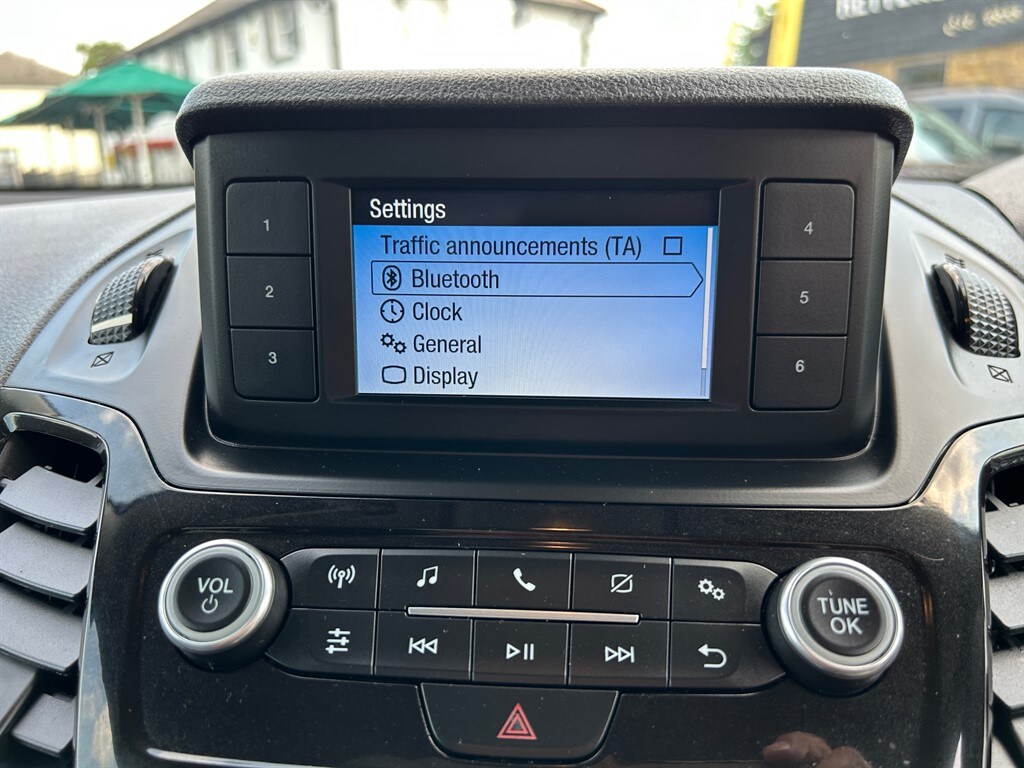 Settings
Traffic announcements (TA)
Bluetooth
Clock
General
Display
1
2
3
4
5
6
VOL
TUNE
OK